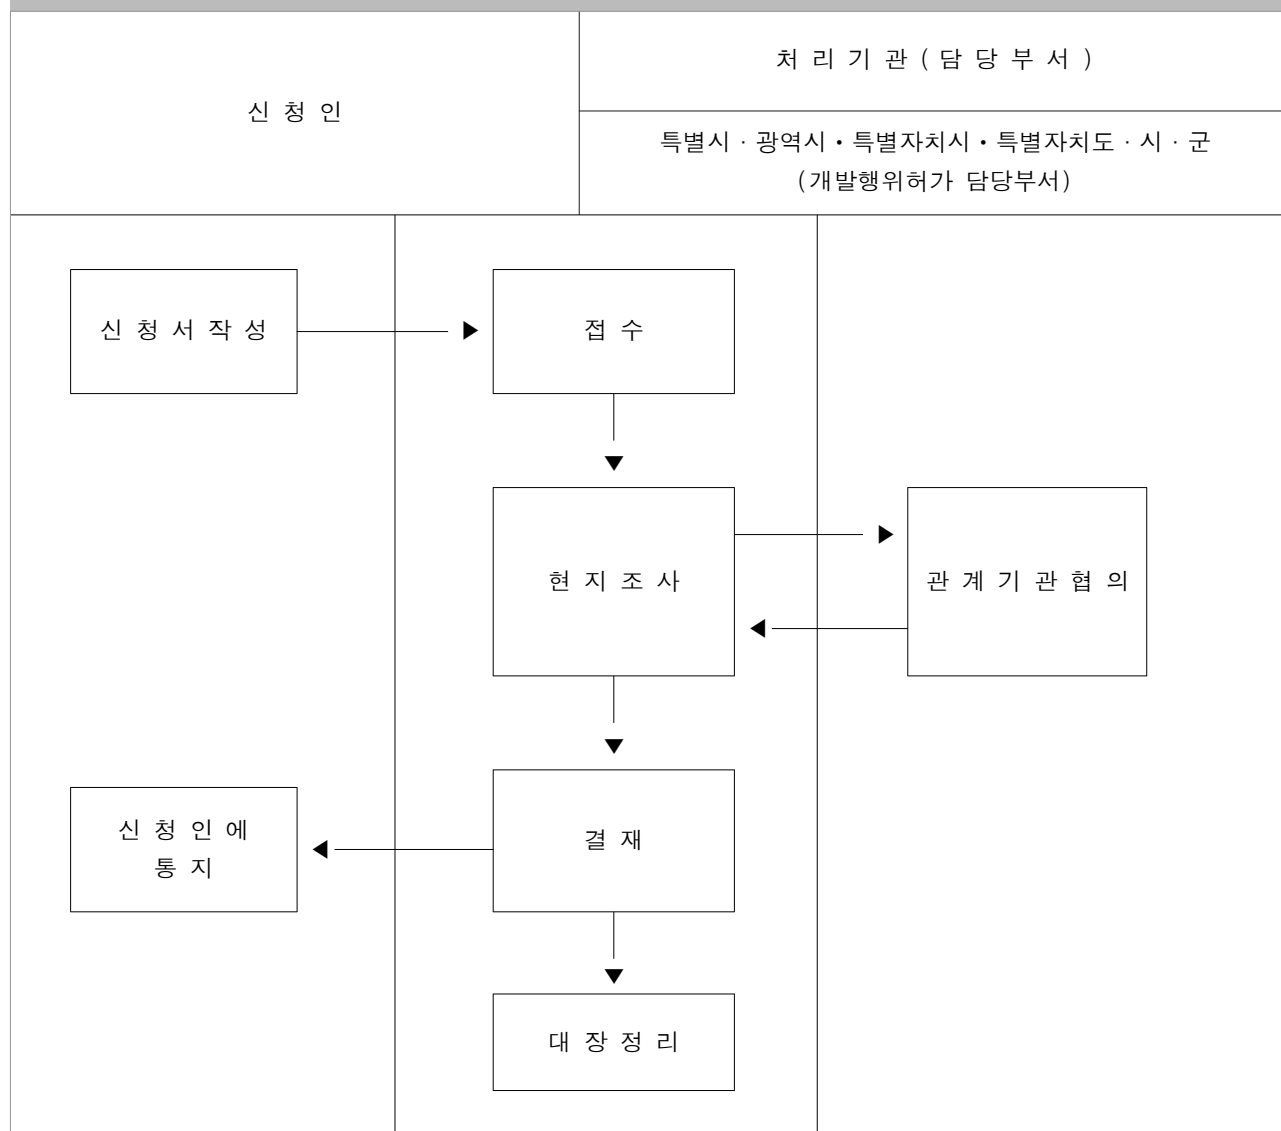 신 청 인
처 리 기 관 ( 담 당 부 서 )
특별시 · 광역시 • 특별자치시 • 특별자치도 · 시 · 군
(개발행위허가 담당부서)
신 청 서 작 성
접 수
현 지 조 사
관 계 기 관 협 의
신 청 인 에
통 지
결 재
대 장 정 리